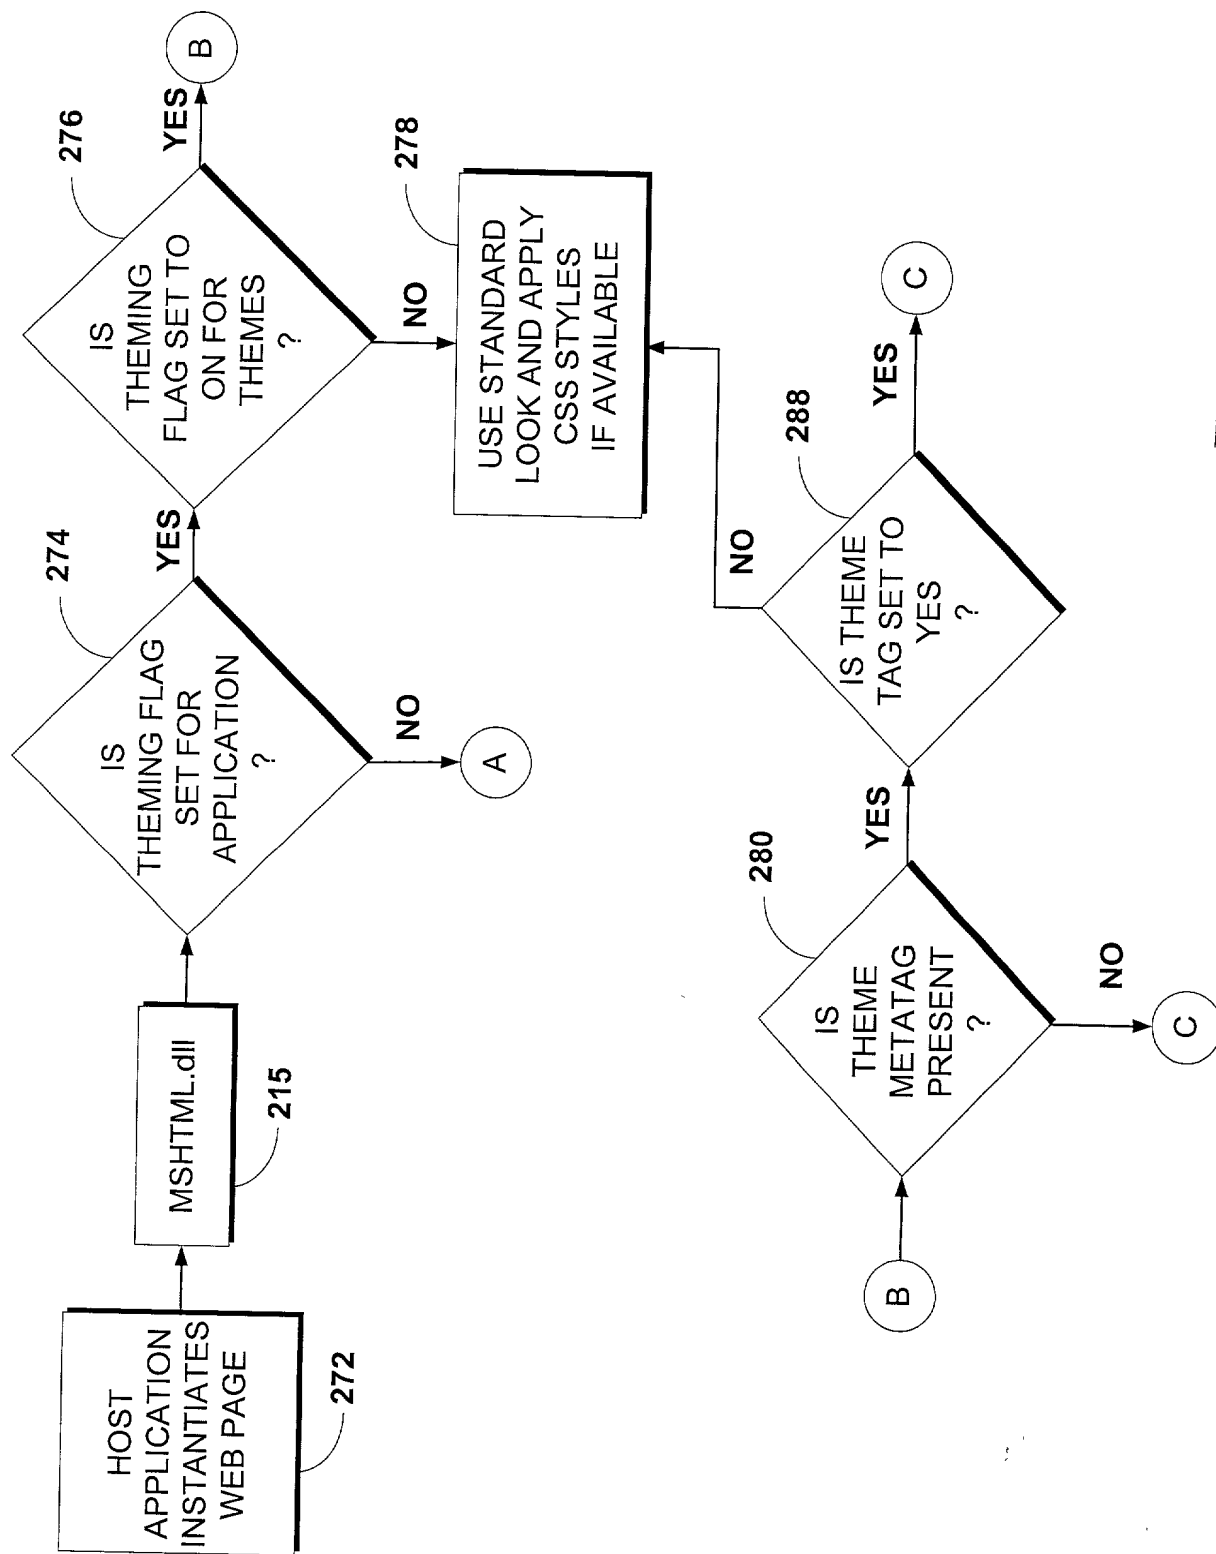 HOST
APPLICATION
INSTANTIATES
WEB PAGE
272
MSHTML.dll
215
IS
THEMING FLAG
SET FOR
APPLICATION
?
274
YES
NO
A
IS
THEMING
FLAG SET TO
ON FOR
THEMES
?
276
YES
B
NO
USE STANDARD
LOOK AND APPLY
CSS STYLES
IF AVAILABLE
278
B
IS
THEME
METATAG
PRESENT
?
280
YES
NO
C
IS THEME
TAG SET TO
YES
?
288
NO
YES
C